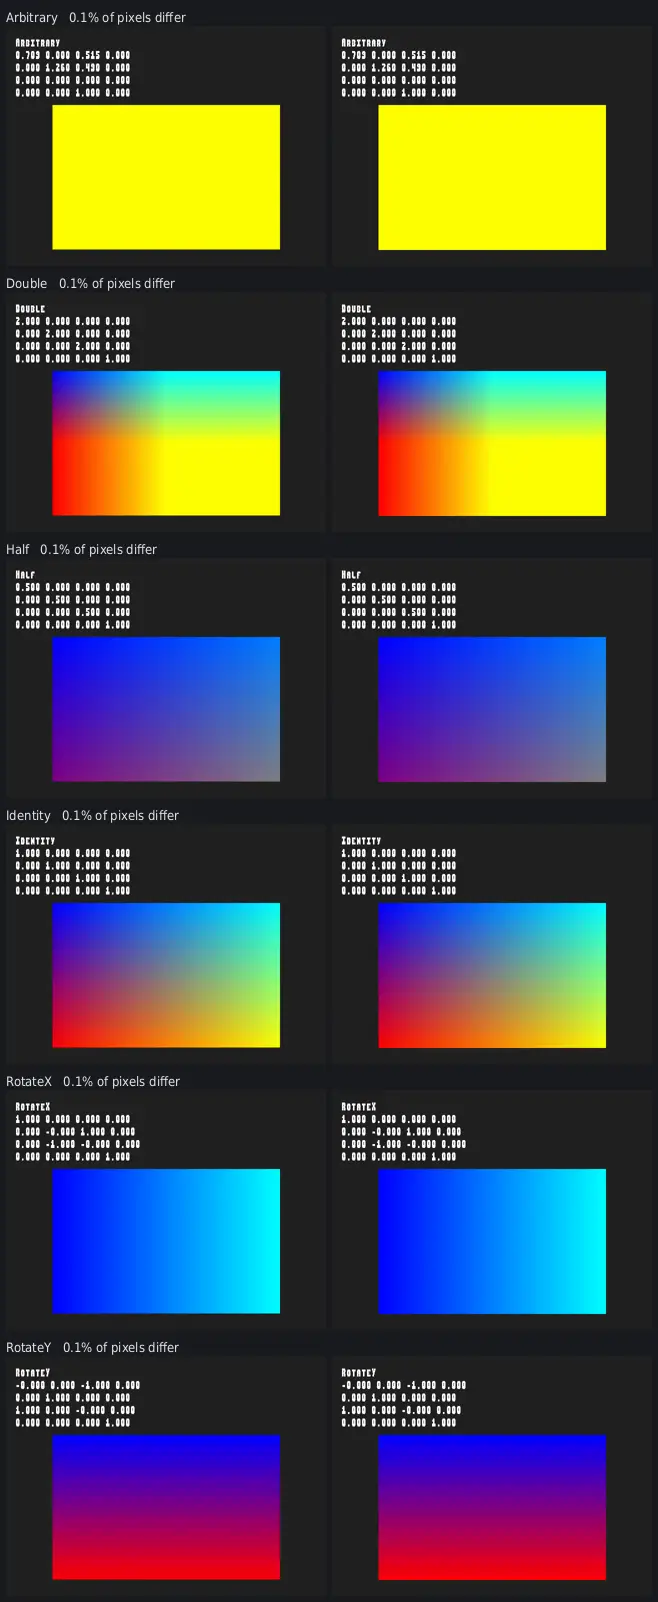 Arbitrary 0.1% of pixels differ
ARBITRARY ARBITRARY
0.703 0.000 0.515 0.000 0.703 0.000 0.515 0.000
0.000 1.260 0.430 0.000 0.000 1.260 0.430 0.000
0.000 0.000 0.000 0.000 0.000 0.000 0.000 0.000
0.000 0.000 1.000 0.000 0.000 0.000 1.000 0.000
Double 0.1% of pixels differ
DOUBLE DOUBLE
2.000 0.000 0.000 0.000 2.000 0.000 0.000 0.000
0.000 2.000 0.000 0.000 0.000 2.000 0.000 0.000
0.000 0.000 2.000 0.000 0.000 0.000 2.000 0.000
0.000 0.000 0.000 1.000 0.000 0.000 0.000 1.000
Half 0.1% of pixels differ
HALF HALF
0.500 0.000 0.000 0.000 0.500 0.000 0.000 0.000
0.000 0.500 0.000 0.000 0.000 0.500 0.000 0.000
0.000 0.000 0.500 0.000 0.000 0.000 0.500 0.000
0.000 0.000 0.000 1.000 0.000 0.000 0.000 1.000
Identity 0.1% of pixels differ
IDENTITY IDENTITY
1.000 0.000 0.000 0.000 1.000 0.000 0.000 0.000
0.000 1.000 0.000 0.000 0.000 1.000 0.000 0.000
0.000 0.000 1.000 0.000 0.000 0.000 1.000 0.000
0.000 0.000 0.000 1.000 0.000 0.000 0.000 1.000
RotateX 0.1% of pixels differ
ROTATEX ROTATEX
1.000 0.000 0.000 0.000 1.000 0.000 0.000 0.000
0.000 -0.000 1.000 0.000 0.000 -0.000 1.000 0.000
0.000 -1.000 -0.000 0.000 0.000 -1.000 -0.000 0.000
0.000 0.000 0.000 1.000 0.000 0.000 0.000 1.000
RotateY 0.1% of pixels differ
ROTATEY ROTATEY
-0.000 0.000 -1.000 0.000 -0.000 0.000 -1.000 0.000
0.000 1.000 0.000 0.000 0.000 1.000 0.000 0.000
1.000 0.000 -0.000 0.000 1.000 0.000 -0.000 0.000
0.000 0.000 0.000 1.000 0.000 0.000 0.000 1.000